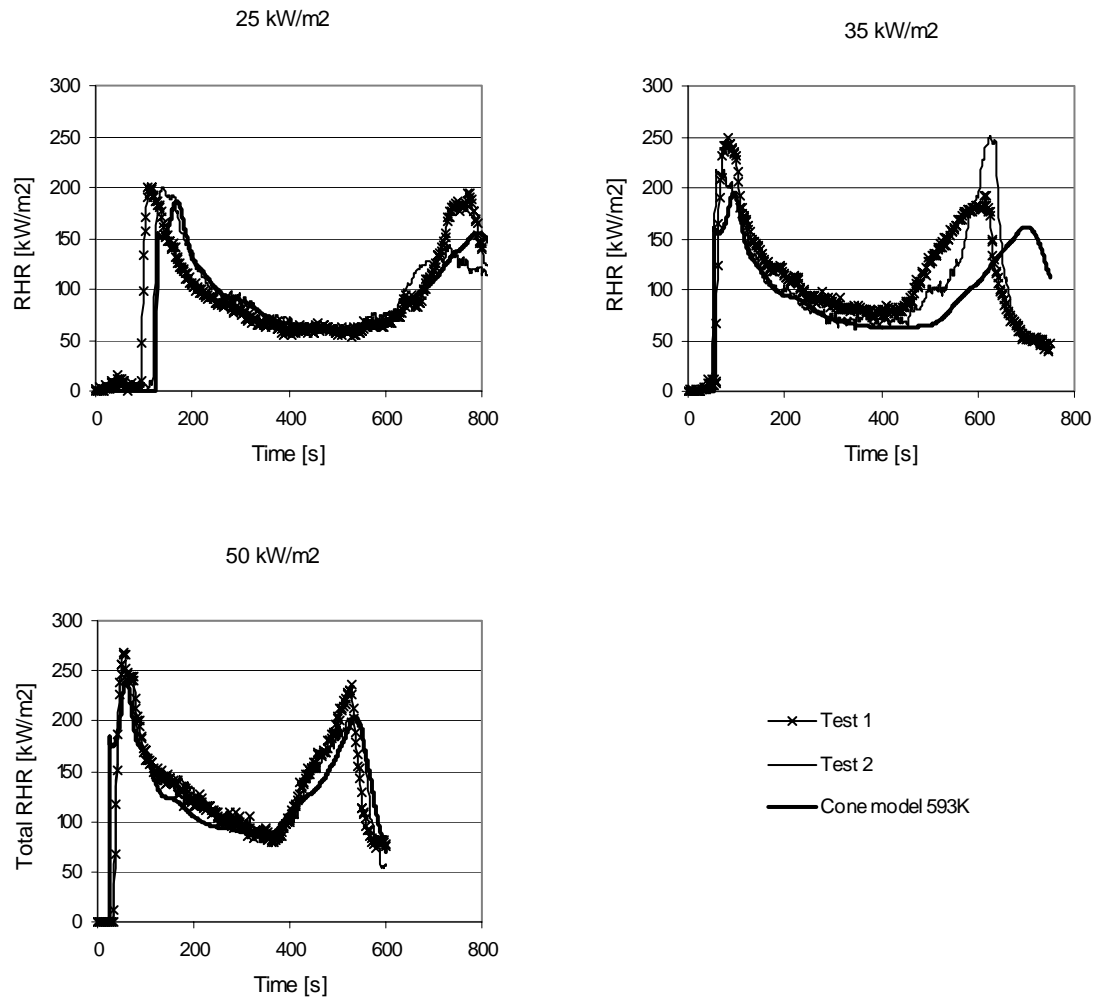 25 kW/m2
300
250
200
150
100
50
0
RHR [kW/m2]
0 200 400 600 800
Time [s]
35 kW/m2
300
250
200
150
100
50
0
RHR [kW/m2]
0 200 400 600 800
Time [s]
50 kW/m2
300
250
200
150
100
50
0
Total RHR [kW/m2]
0 200 400 600 800
Time [s]
Test 1
Test 2
Cone model 593K